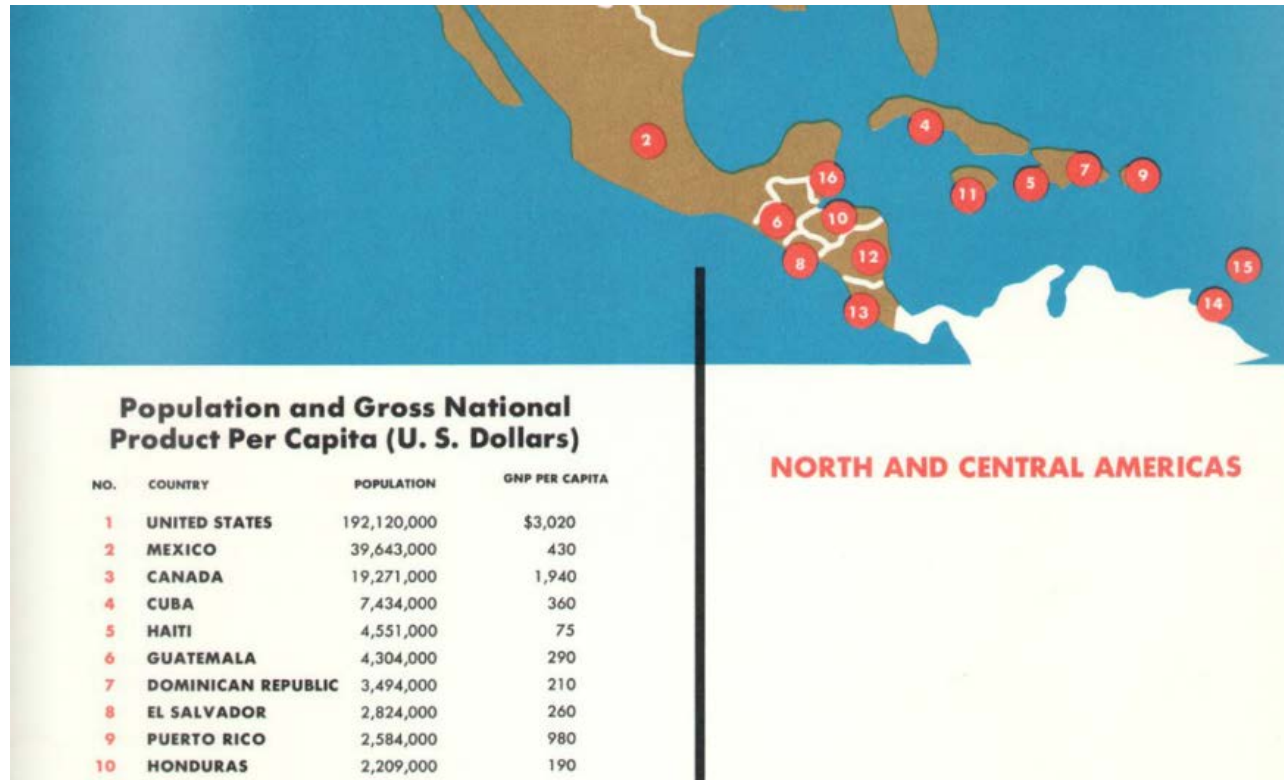 2
4
16
11
5
7
9
6
10
8
12
15
13
14
Population and Gross National
Product Per Capita (U. S. Dollars)
NO. COUNTRY POPULATION GNP PER CAPITA
1 UNITED STATES 192,120,000 $3,020
2 MEXICO 39,643,000 430
3 CANADA 19,271,000 1,940
4 CUBA 7,434,000 360
5 HAITI 4,551,000 75
6 GUATEMALA 4,304,000 290
7 DOMINICAN REPUBLIC 3,494,000 210
8 EL SALVADOR 2,824,000 260
9 PUERTO RICO 2,584,000 980
10 HONDURAS 2,209,000 190
NORTH AND CENTRAL AMERICAS